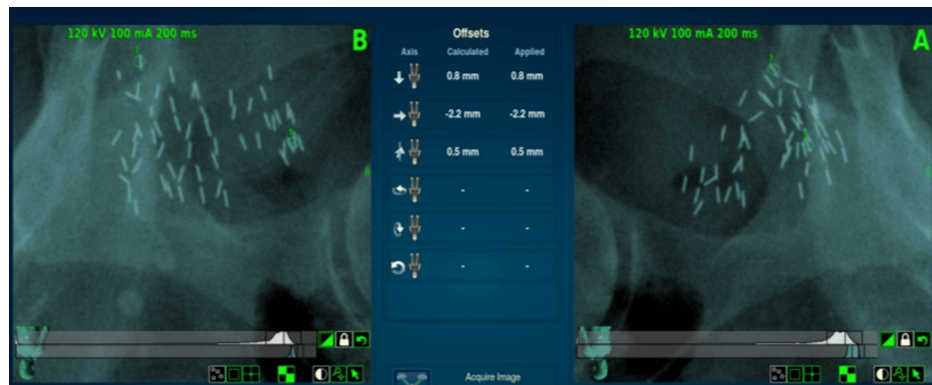 120 kV 100 mA 200 ms
B
Offsets
Axis Calculated Applied
0.8 mm 0.8 mm
-2.2 mm -2.2 mm
0.5 mm 0.5 mm
- -
- -
- -
Acquire Image
120 kV 100 mA 200 ms
A